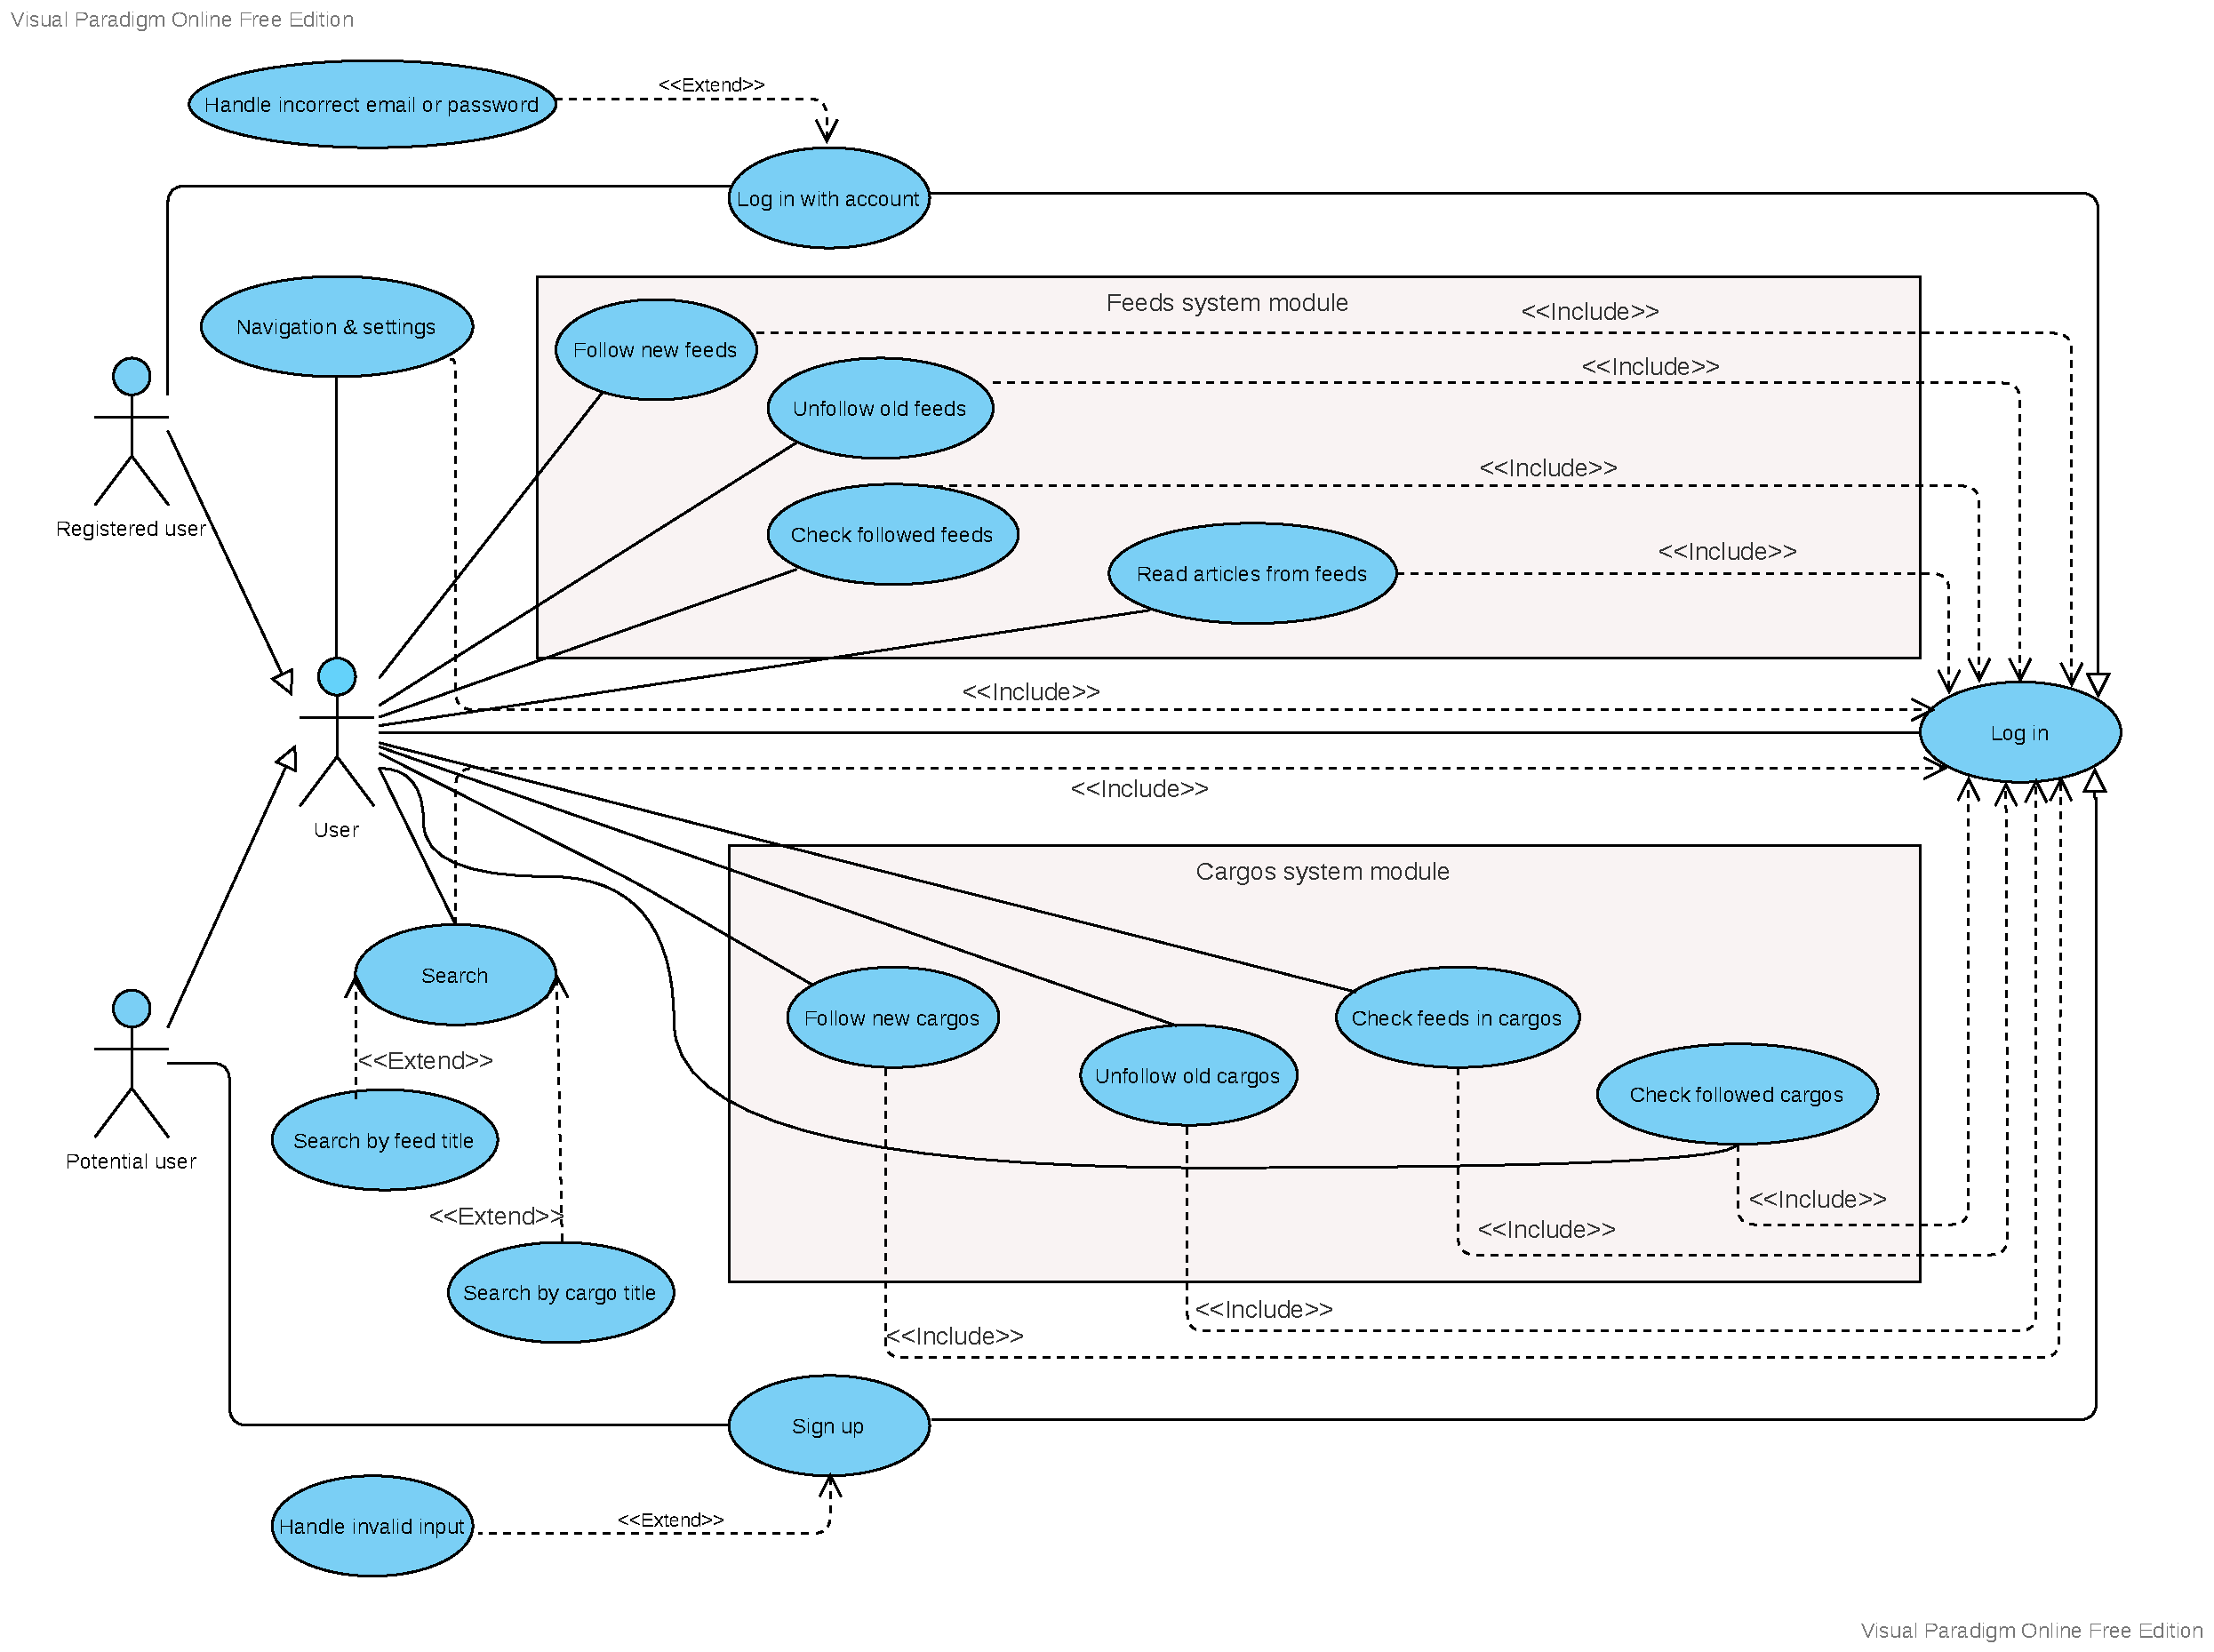 Visual Paradigm Online Free Edition
<<Extend>>
Handle incorrect email or password
Log in with account
Feeds system module
<<Include>>
Navigation & settings
Follow new feeds
<<Include>>
Unfollow old feeds
<<Include>>
Registered user
Check followed feeds
<<Include>>
Read articles from feeds
<<Include>>
Log in
<<Include>>
User
Cargos system module
Search
Follow new cargos
Check feeds in cargos
<<Extend>>
Unfollow old cargos
Check followed cargos
Search by feed title
Potential user
<<Include>>
<<Extend>>
<<Include>>
Search by cargo title
<<Include>>
<<Include>>
Sign up
<<Extend>>
Handle invalid input
Visual Paradigm Online Free Edition